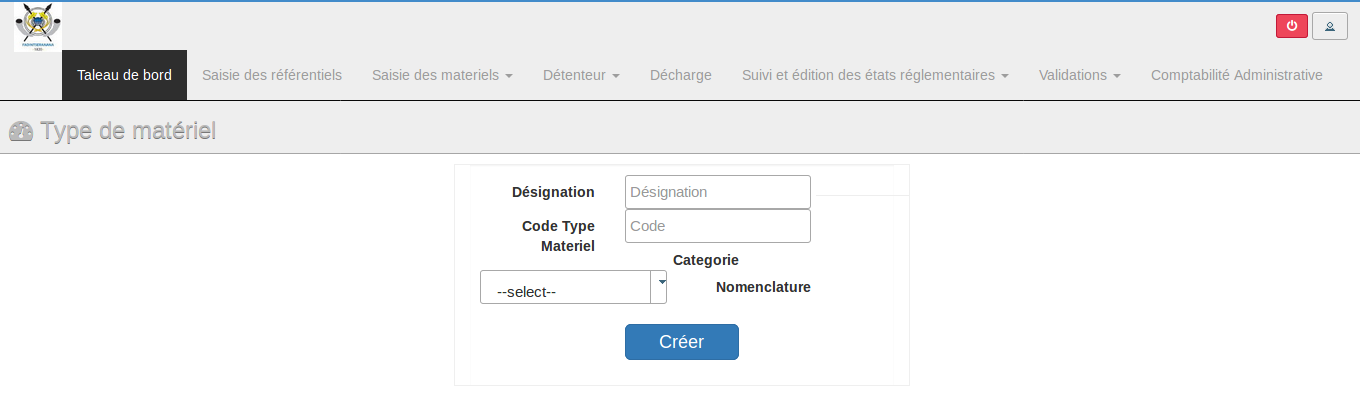 Taleau de bord Saisie des référentiels Saisie des materiels Détenteur Décharge Suivi et édition des états réglementaires Validations Comptabilité Administrative
Type de matériel
Désignation Désignation
Code Type Code
Materiel
Categorie
--select-- Nomenclature
Créer